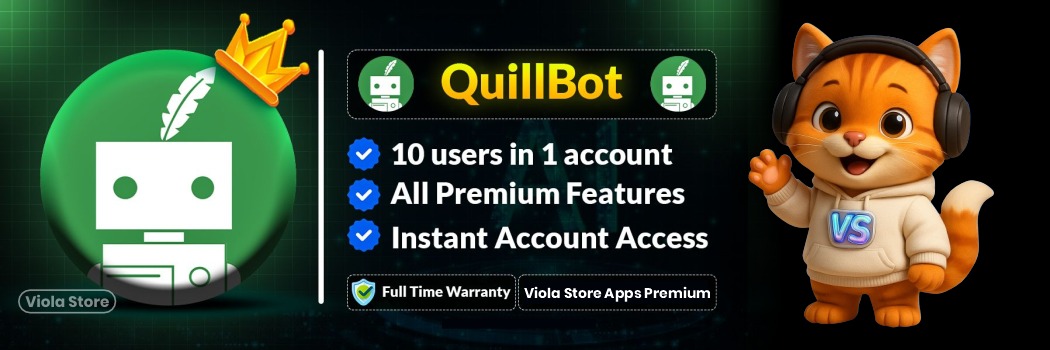 QuillBot
10 users in 1 account
All Premium Features
Instant Account Access
Full Time Warranty
Viola Store Apps Premium
Viola Store
VS